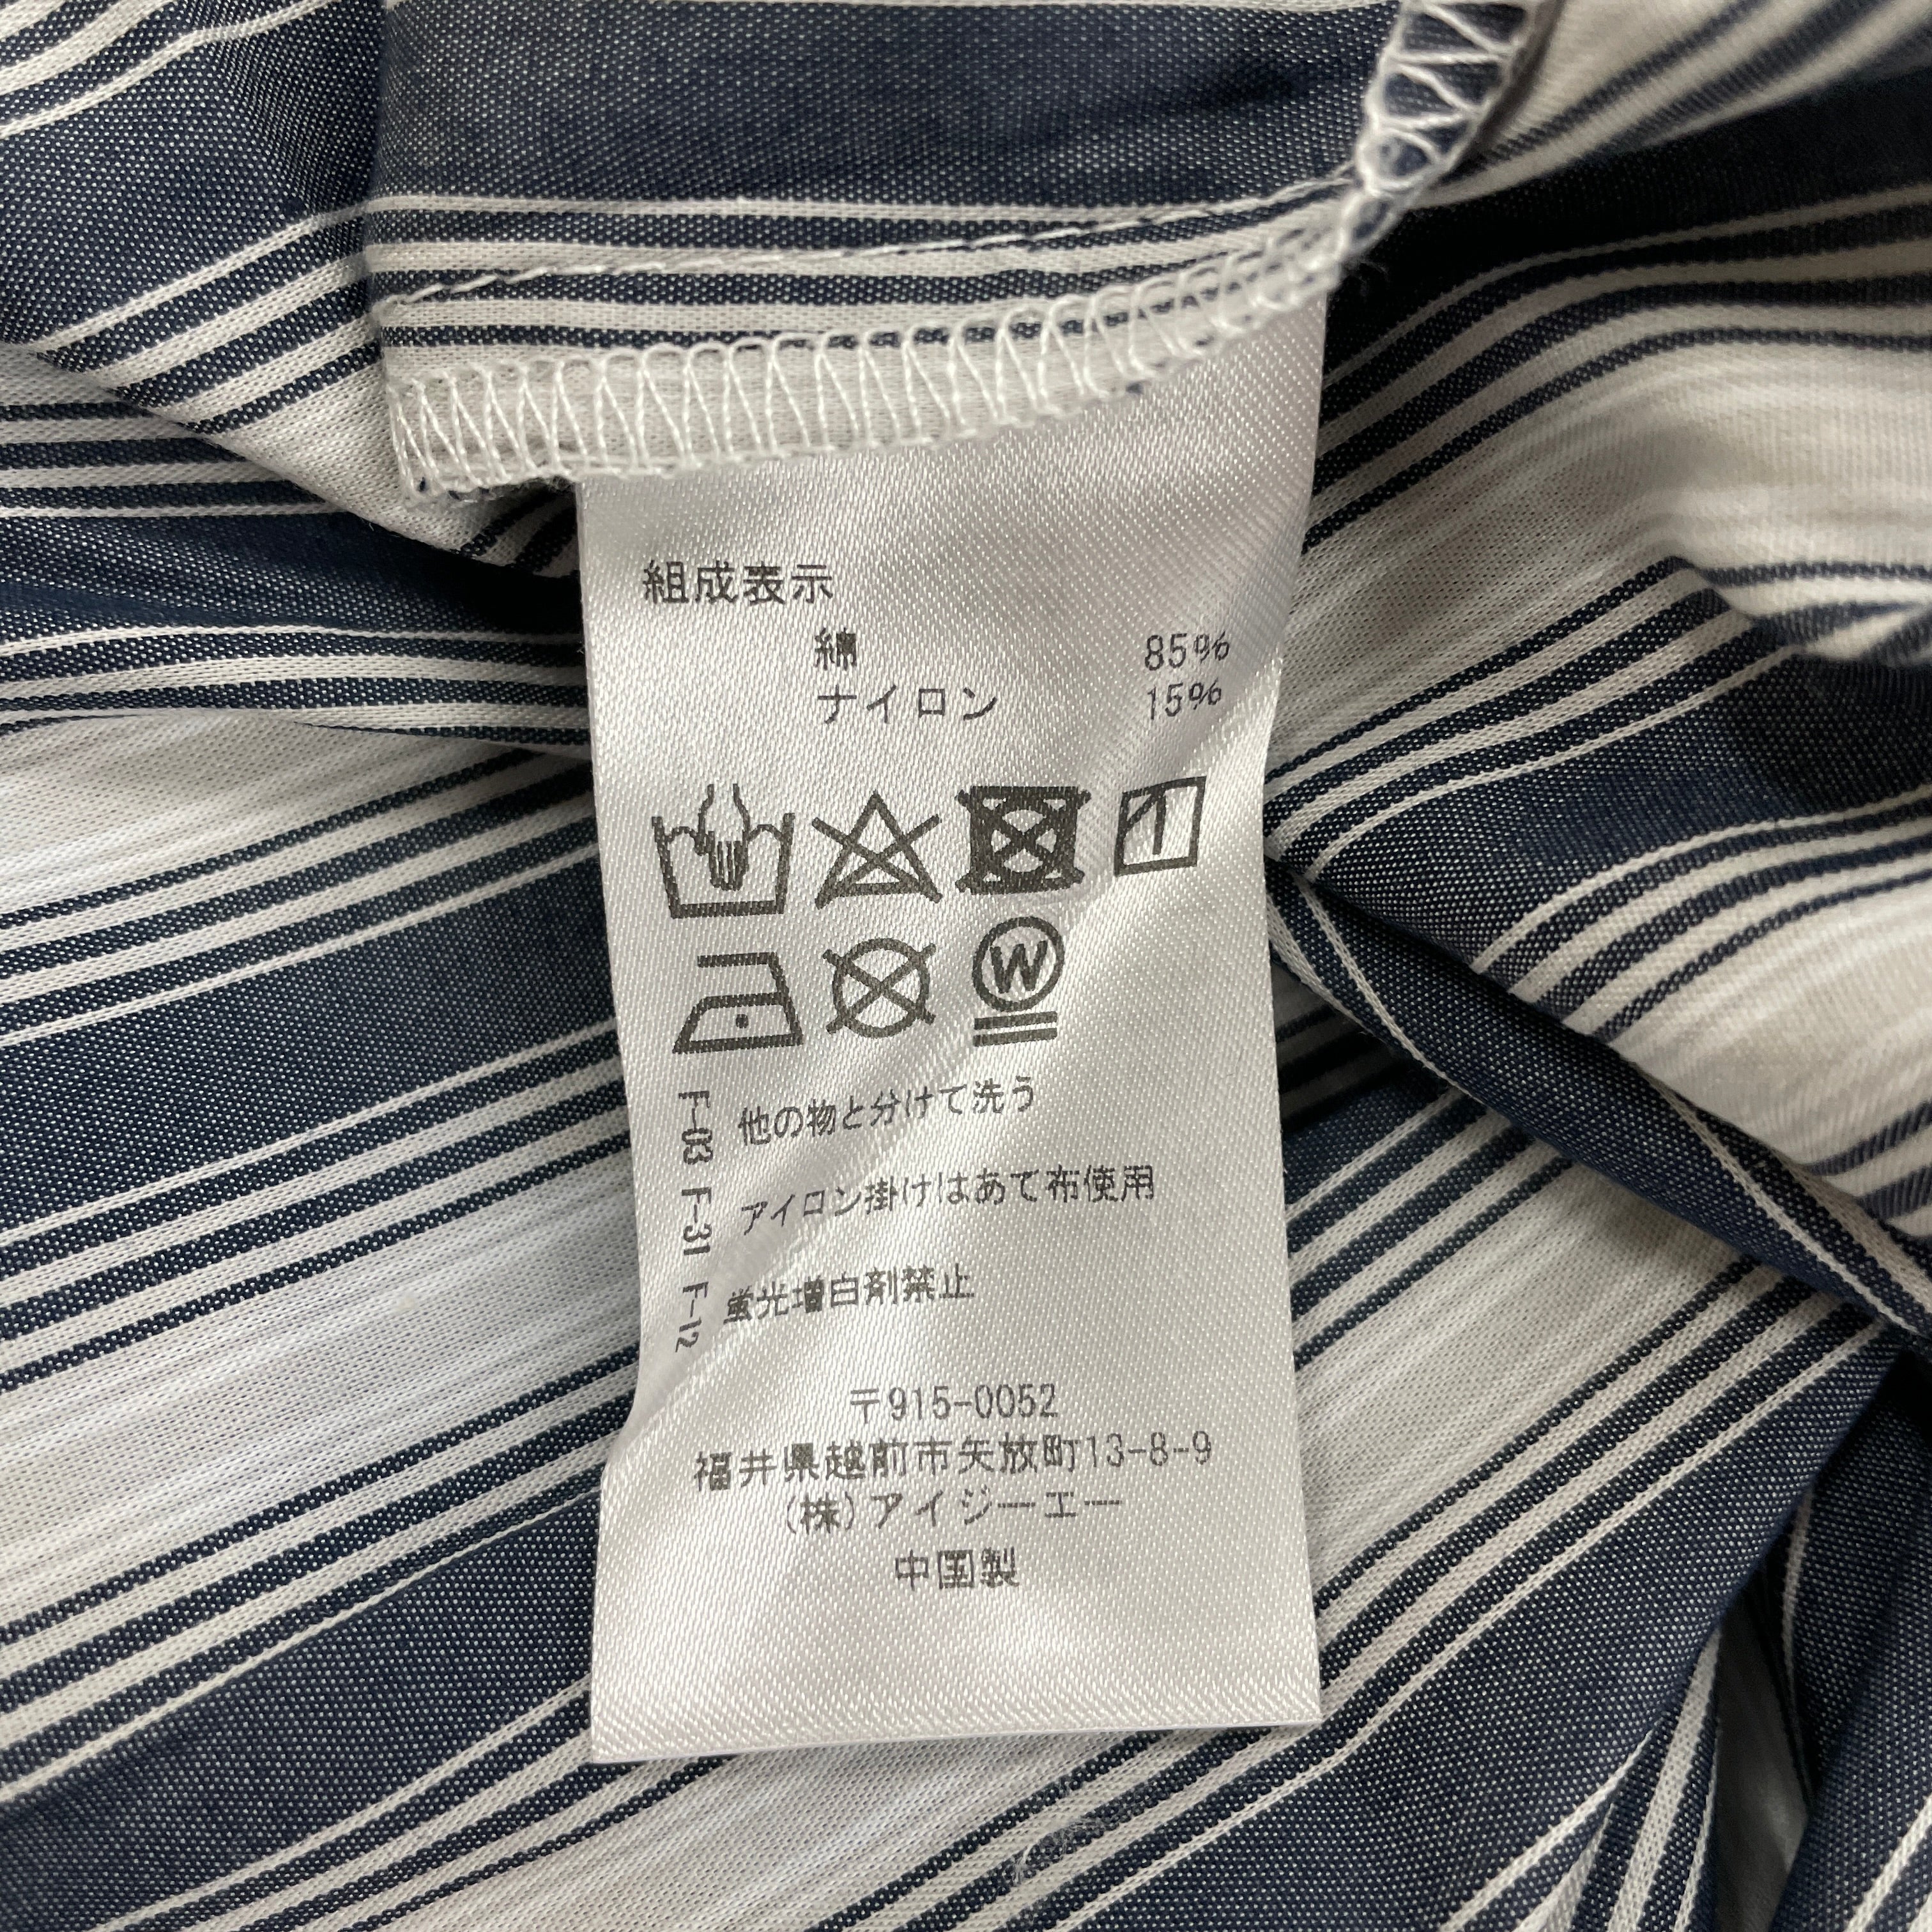 組成表示
綿 85%
ナイロン 15%
W
F-03 他の物と分けて洗う
F-31 アイロン掛けはあて布使用
F-12 蛍光増白剤禁止
〒915-0052
福井県越前市矢放町13-8-9
(株)アイジーエー
中国製